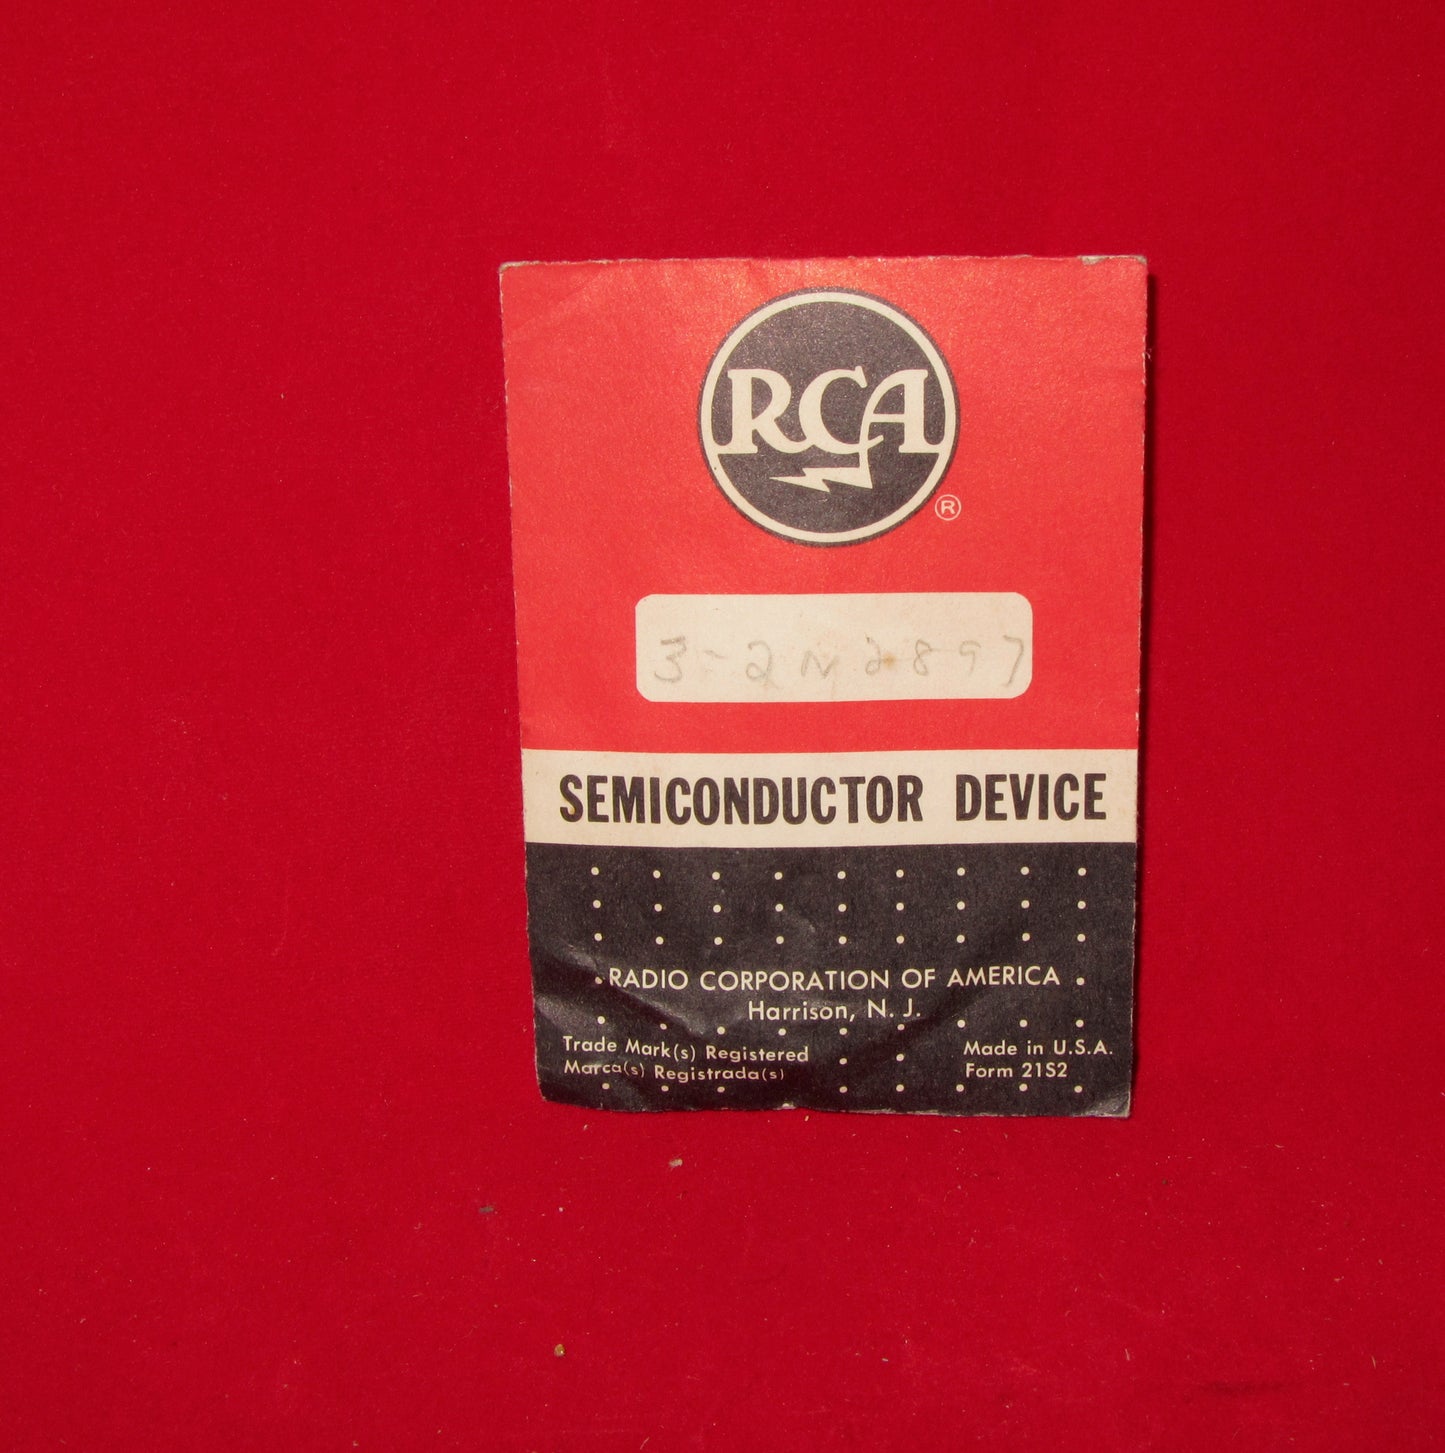 RCA
®
3-2N2897
SEMICONDUCTOR DEVICE
RADIO CORPORATION OF AMERICA
Harrison, N. J.
Trade Mark(s) Registered
Marca(s) Registrada(s)
Made in U.S.A.
Form 21S2